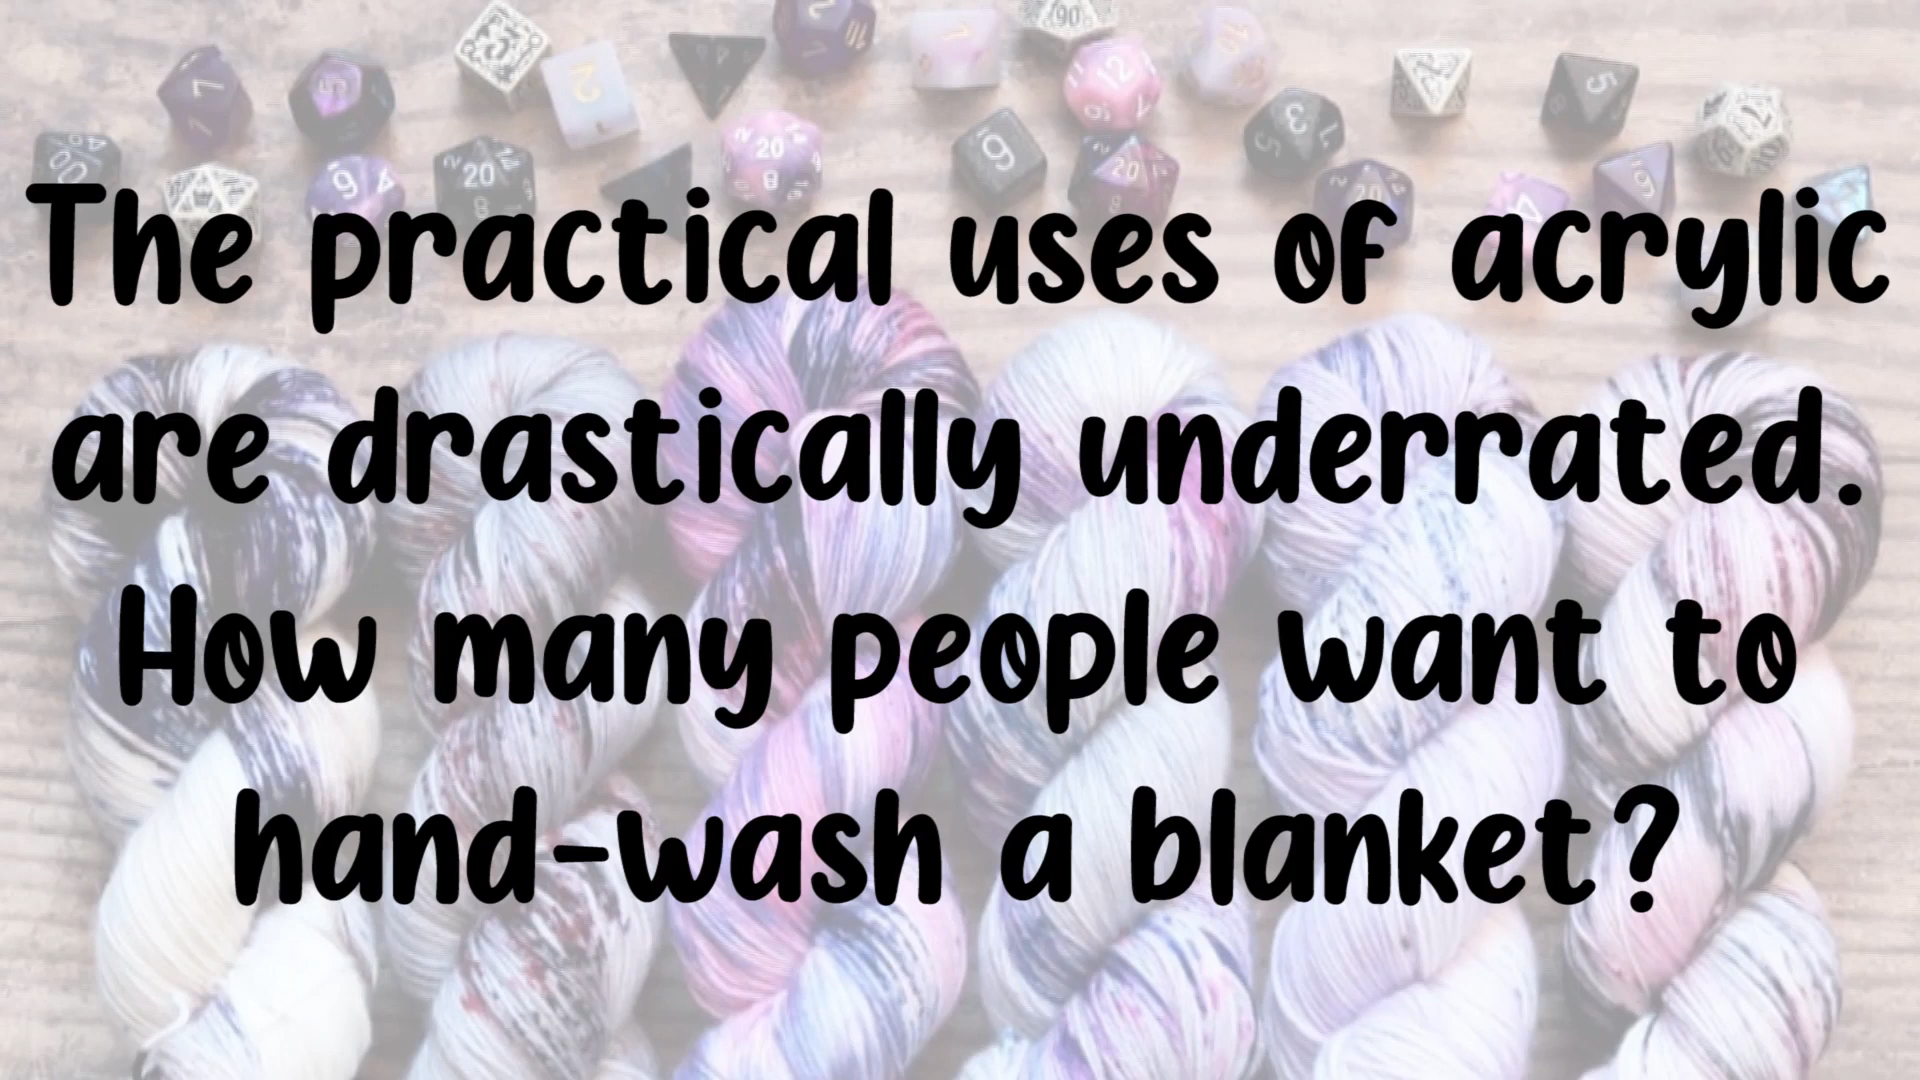 The practical uses of acrylic
are drastically underrated.
How many people want to
hand-wash a blanket?